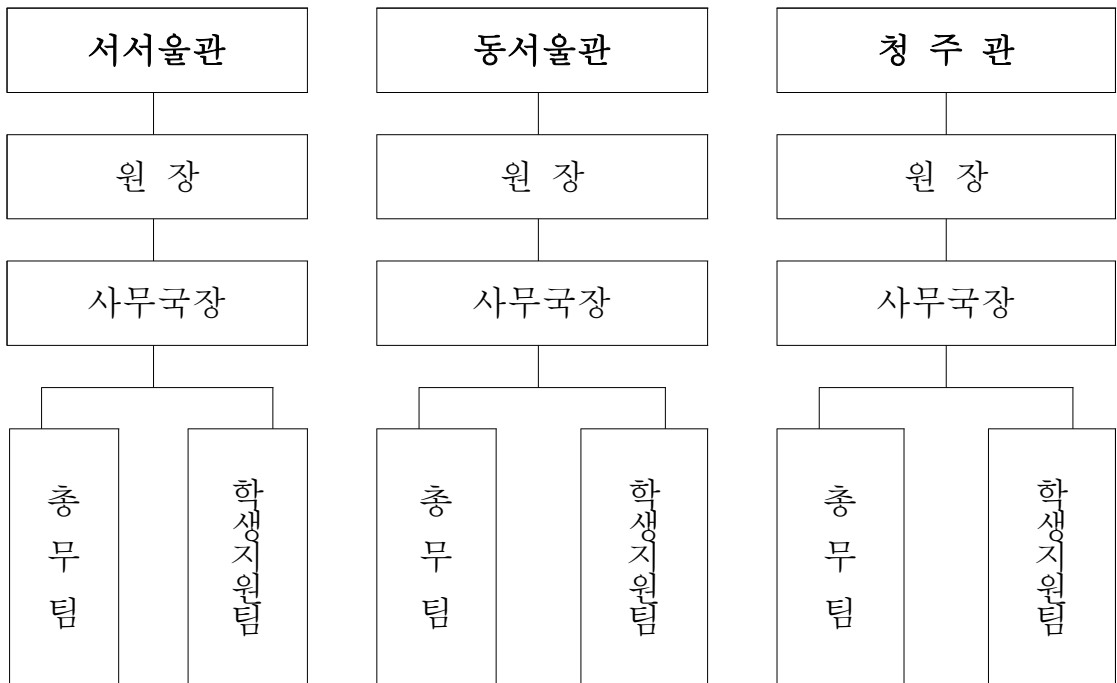 서서울관
동서울관
청 주 관
원 장
원 장
원 장
사무국장
사무국장
사무국장
총무팀
학생지원팀
총무팀
학생지원팀
총무팀
학생지원팀